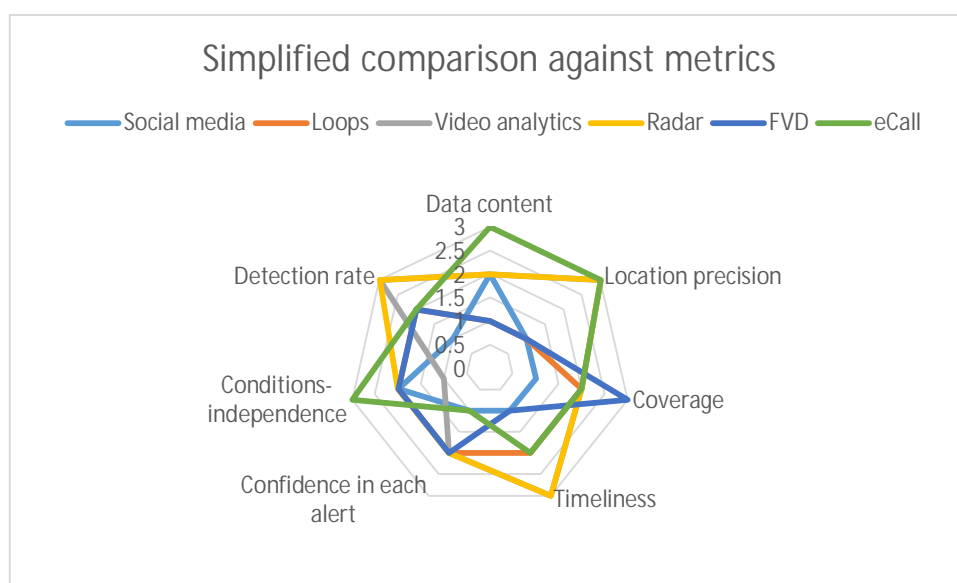 Simplified comparison against metrics
Social media Loops Video analytics Radar FVD eCall
Data content
3
2.5
2
1.5
1
0.5
0
Location precision
Coverage
Timeliness
Confidence in each
alert
Conditions-
independence
Detection rate